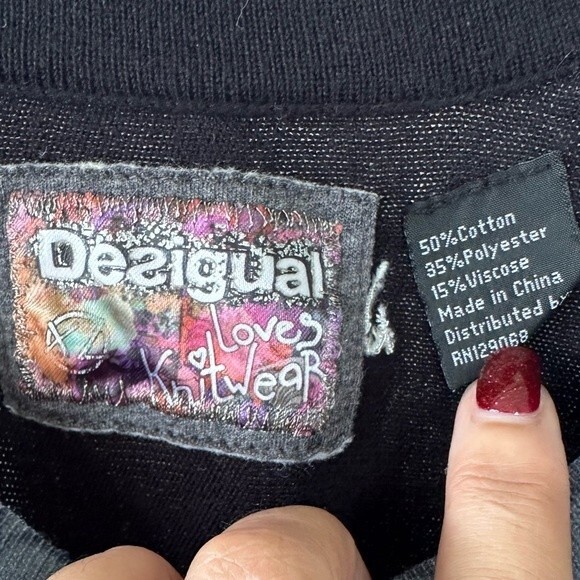 Desigual
Loves
Knitwear
50%Cotton
35%Polyester
15%Viscose
Made in China
Distributed by
RN129068